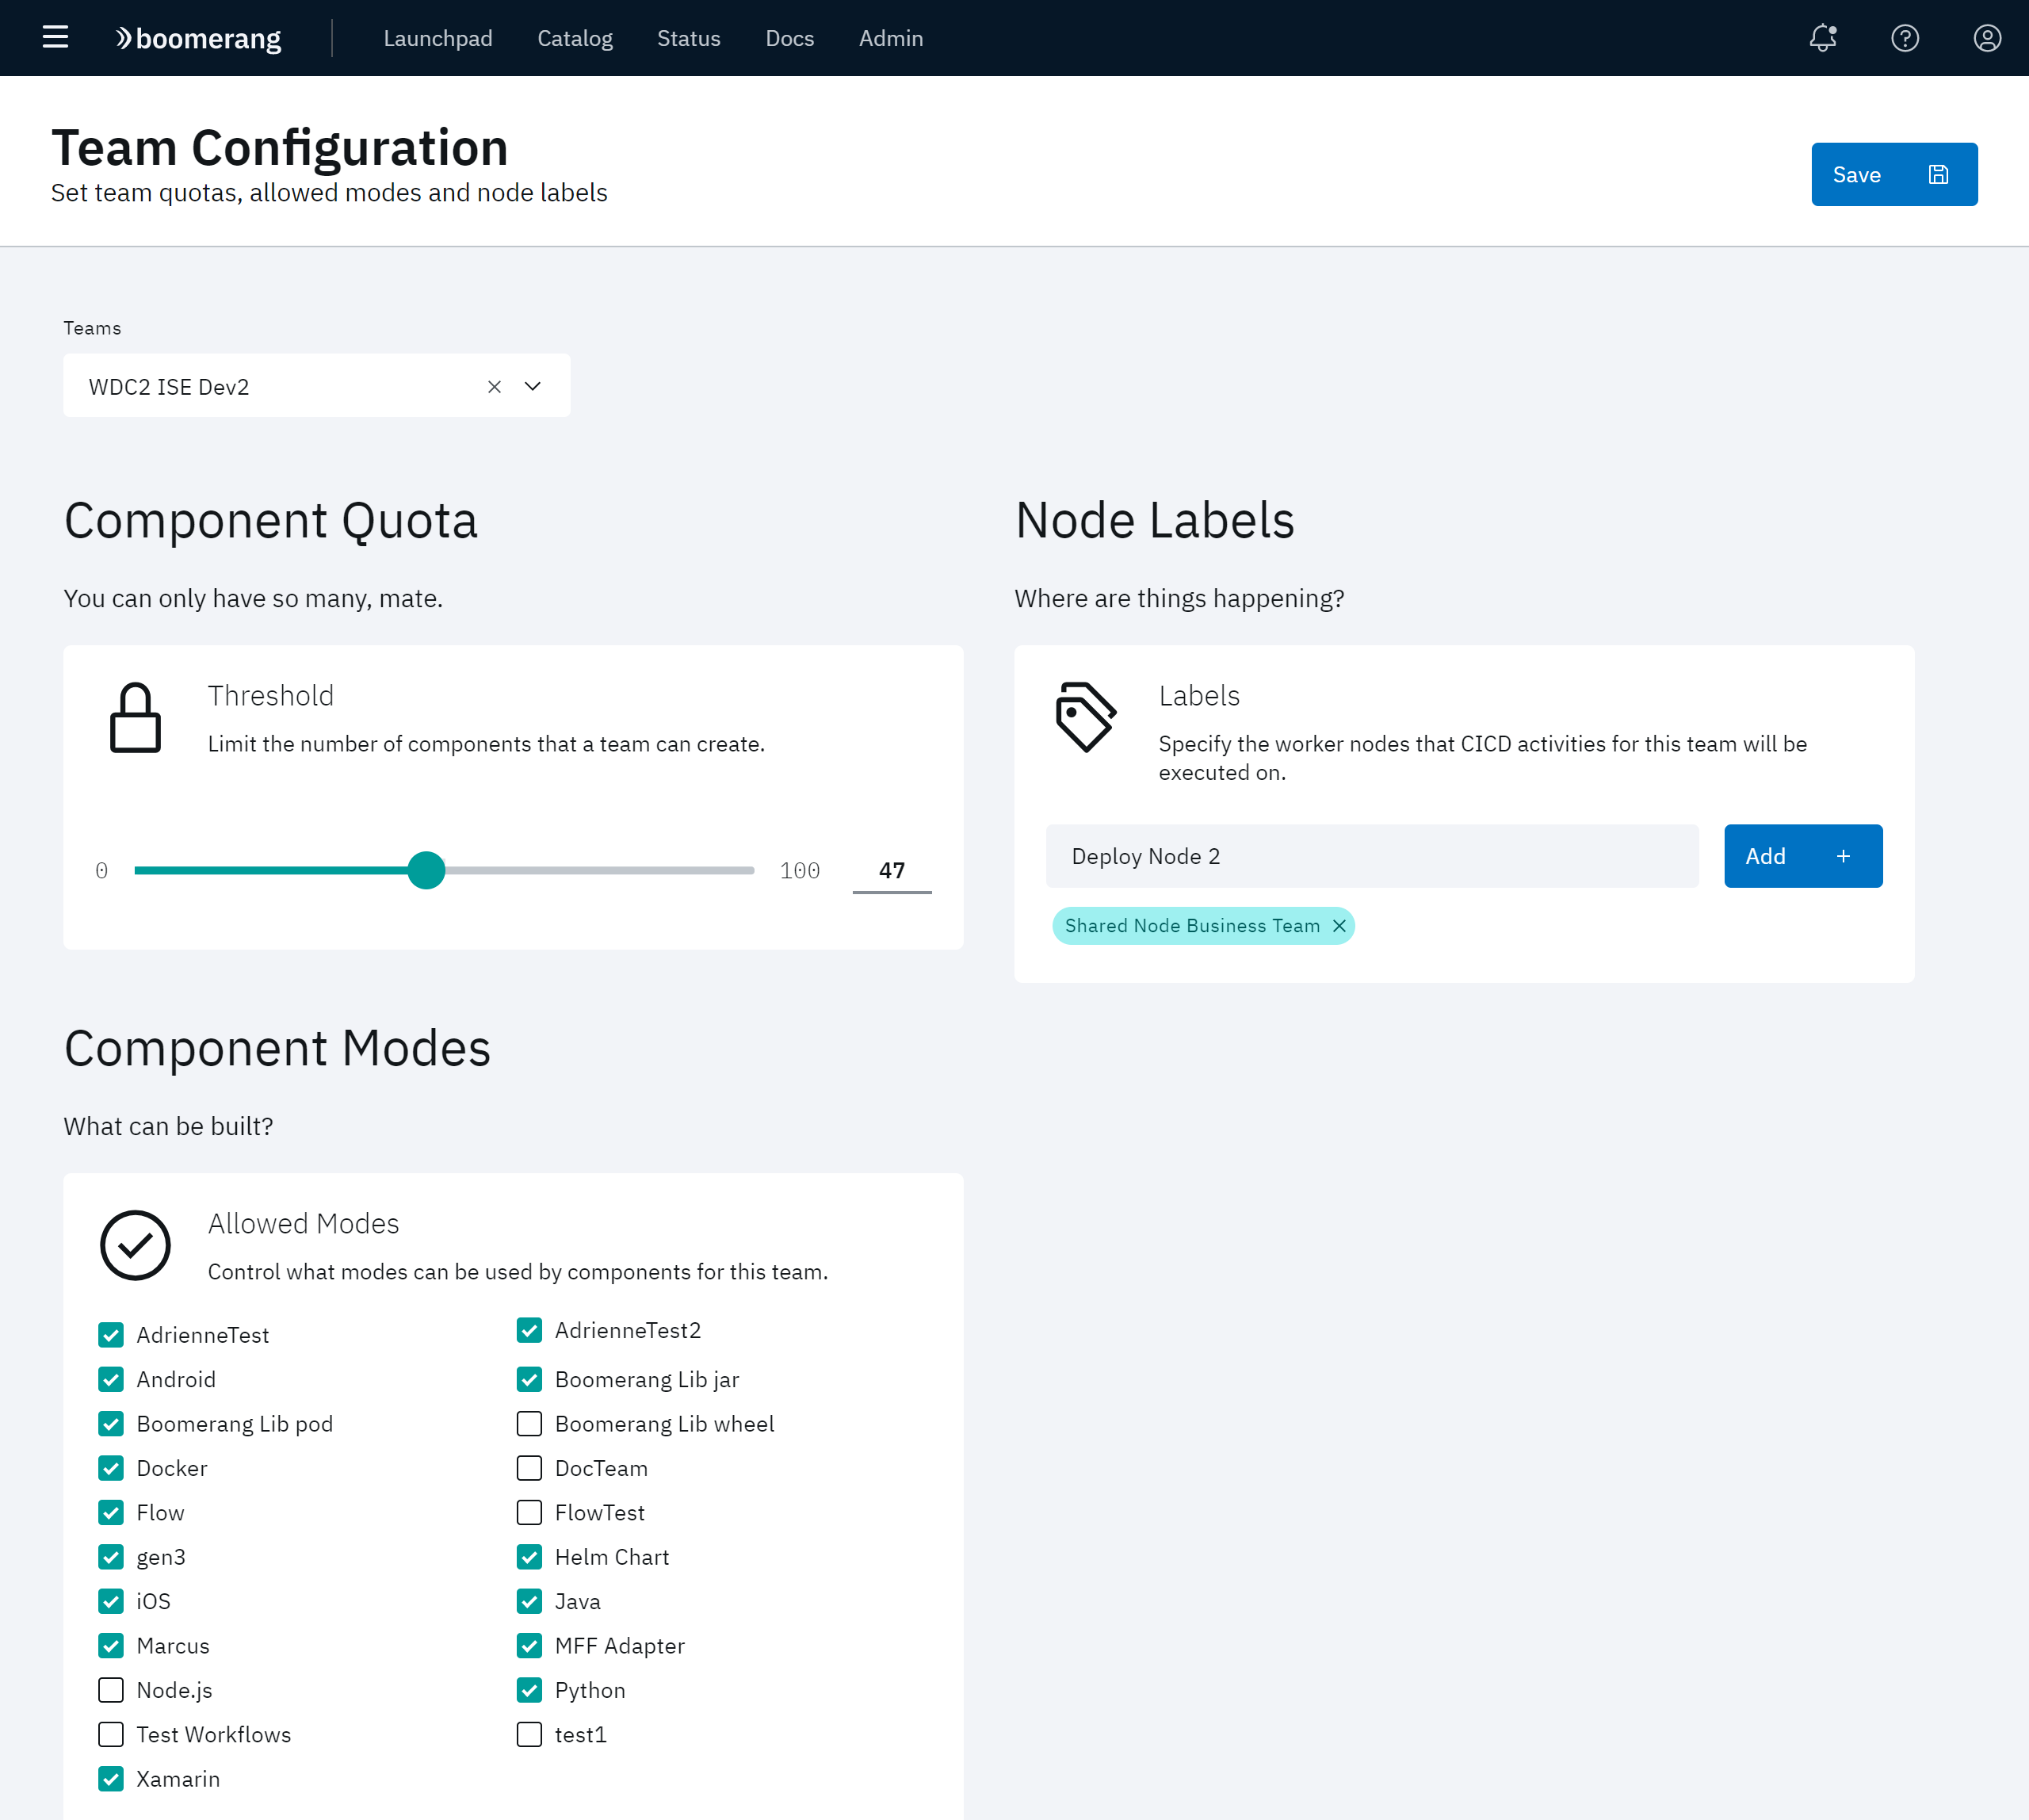 boomerang
Launchpad
Catalog
Status
Docs
Admin
Team Configuration
Set team quotas, allowed modes and node labels
Save
Teams
WDC2 ISE Dev2
Component Quota
You can only have so many, mate.
Threshold
Limit the number of components that a team can create.
0
100
47
Node Labels
Where are things happening?
Labels
Specify the worker nodes that CICD activities for this team will be
executed on.
Deploy Node 2
Add
Shared Node Business Team
Component Modes
What can be built?
Allowed Modes
Control what modes can be used by components for this team.
AdrienneTest
AdrienneTest2
Android
Boomerang Lib jar
Boomerang Lib pod
Boomerang Lib wheel
Docker
DocTeam
Flow
FlowTest
gen3
Helm Chart
iOS
Java
Marcus
MFF Adapter
Node.js
Python
Test Workflows
test1
Xamarin